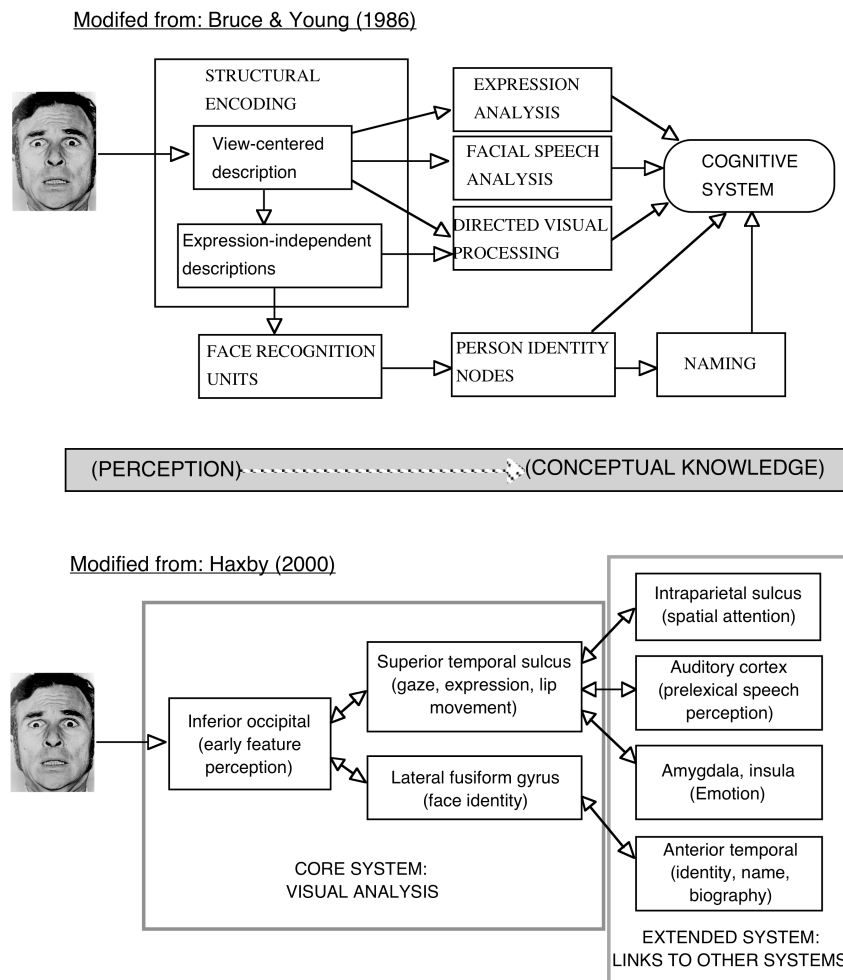 Modifed from: Bruce & Young (1986)
STRUCTURAL
ENCODING
View-centered
description
Expression-independent
descriptions
EXPRESSION
ANALYSIS
FACIAL SPEECH
ANALYSIS
DIRECTED VISUAL
PROCESSING
COGNITIVE
SYSTEM
FACE RECOGNITION
UNITS
PERSON IDENTITY
NODES
NAMING
(PERCEPTION) (CONCEPTUAL KNOWLEDGE)
Modified from: Haxby (2000)
Inferior occipital
(early feature
perception)
Superior temporal sulcus
(gaze, expression, lip
movement)
Lateral fusiform gyrus
(face identity)
CORE SYSTEM:
VISUAL ANALYSIS
Intraparietal sulcus
(spatial attention)
Auditory cortex
(prelexical speech
perception)
Amygdala, insula
(Emotion)
Anterior temporal
(identity, name,
biography)
EXTENDED SYSTEM:
LINKS TO OTHER SYSTEMS